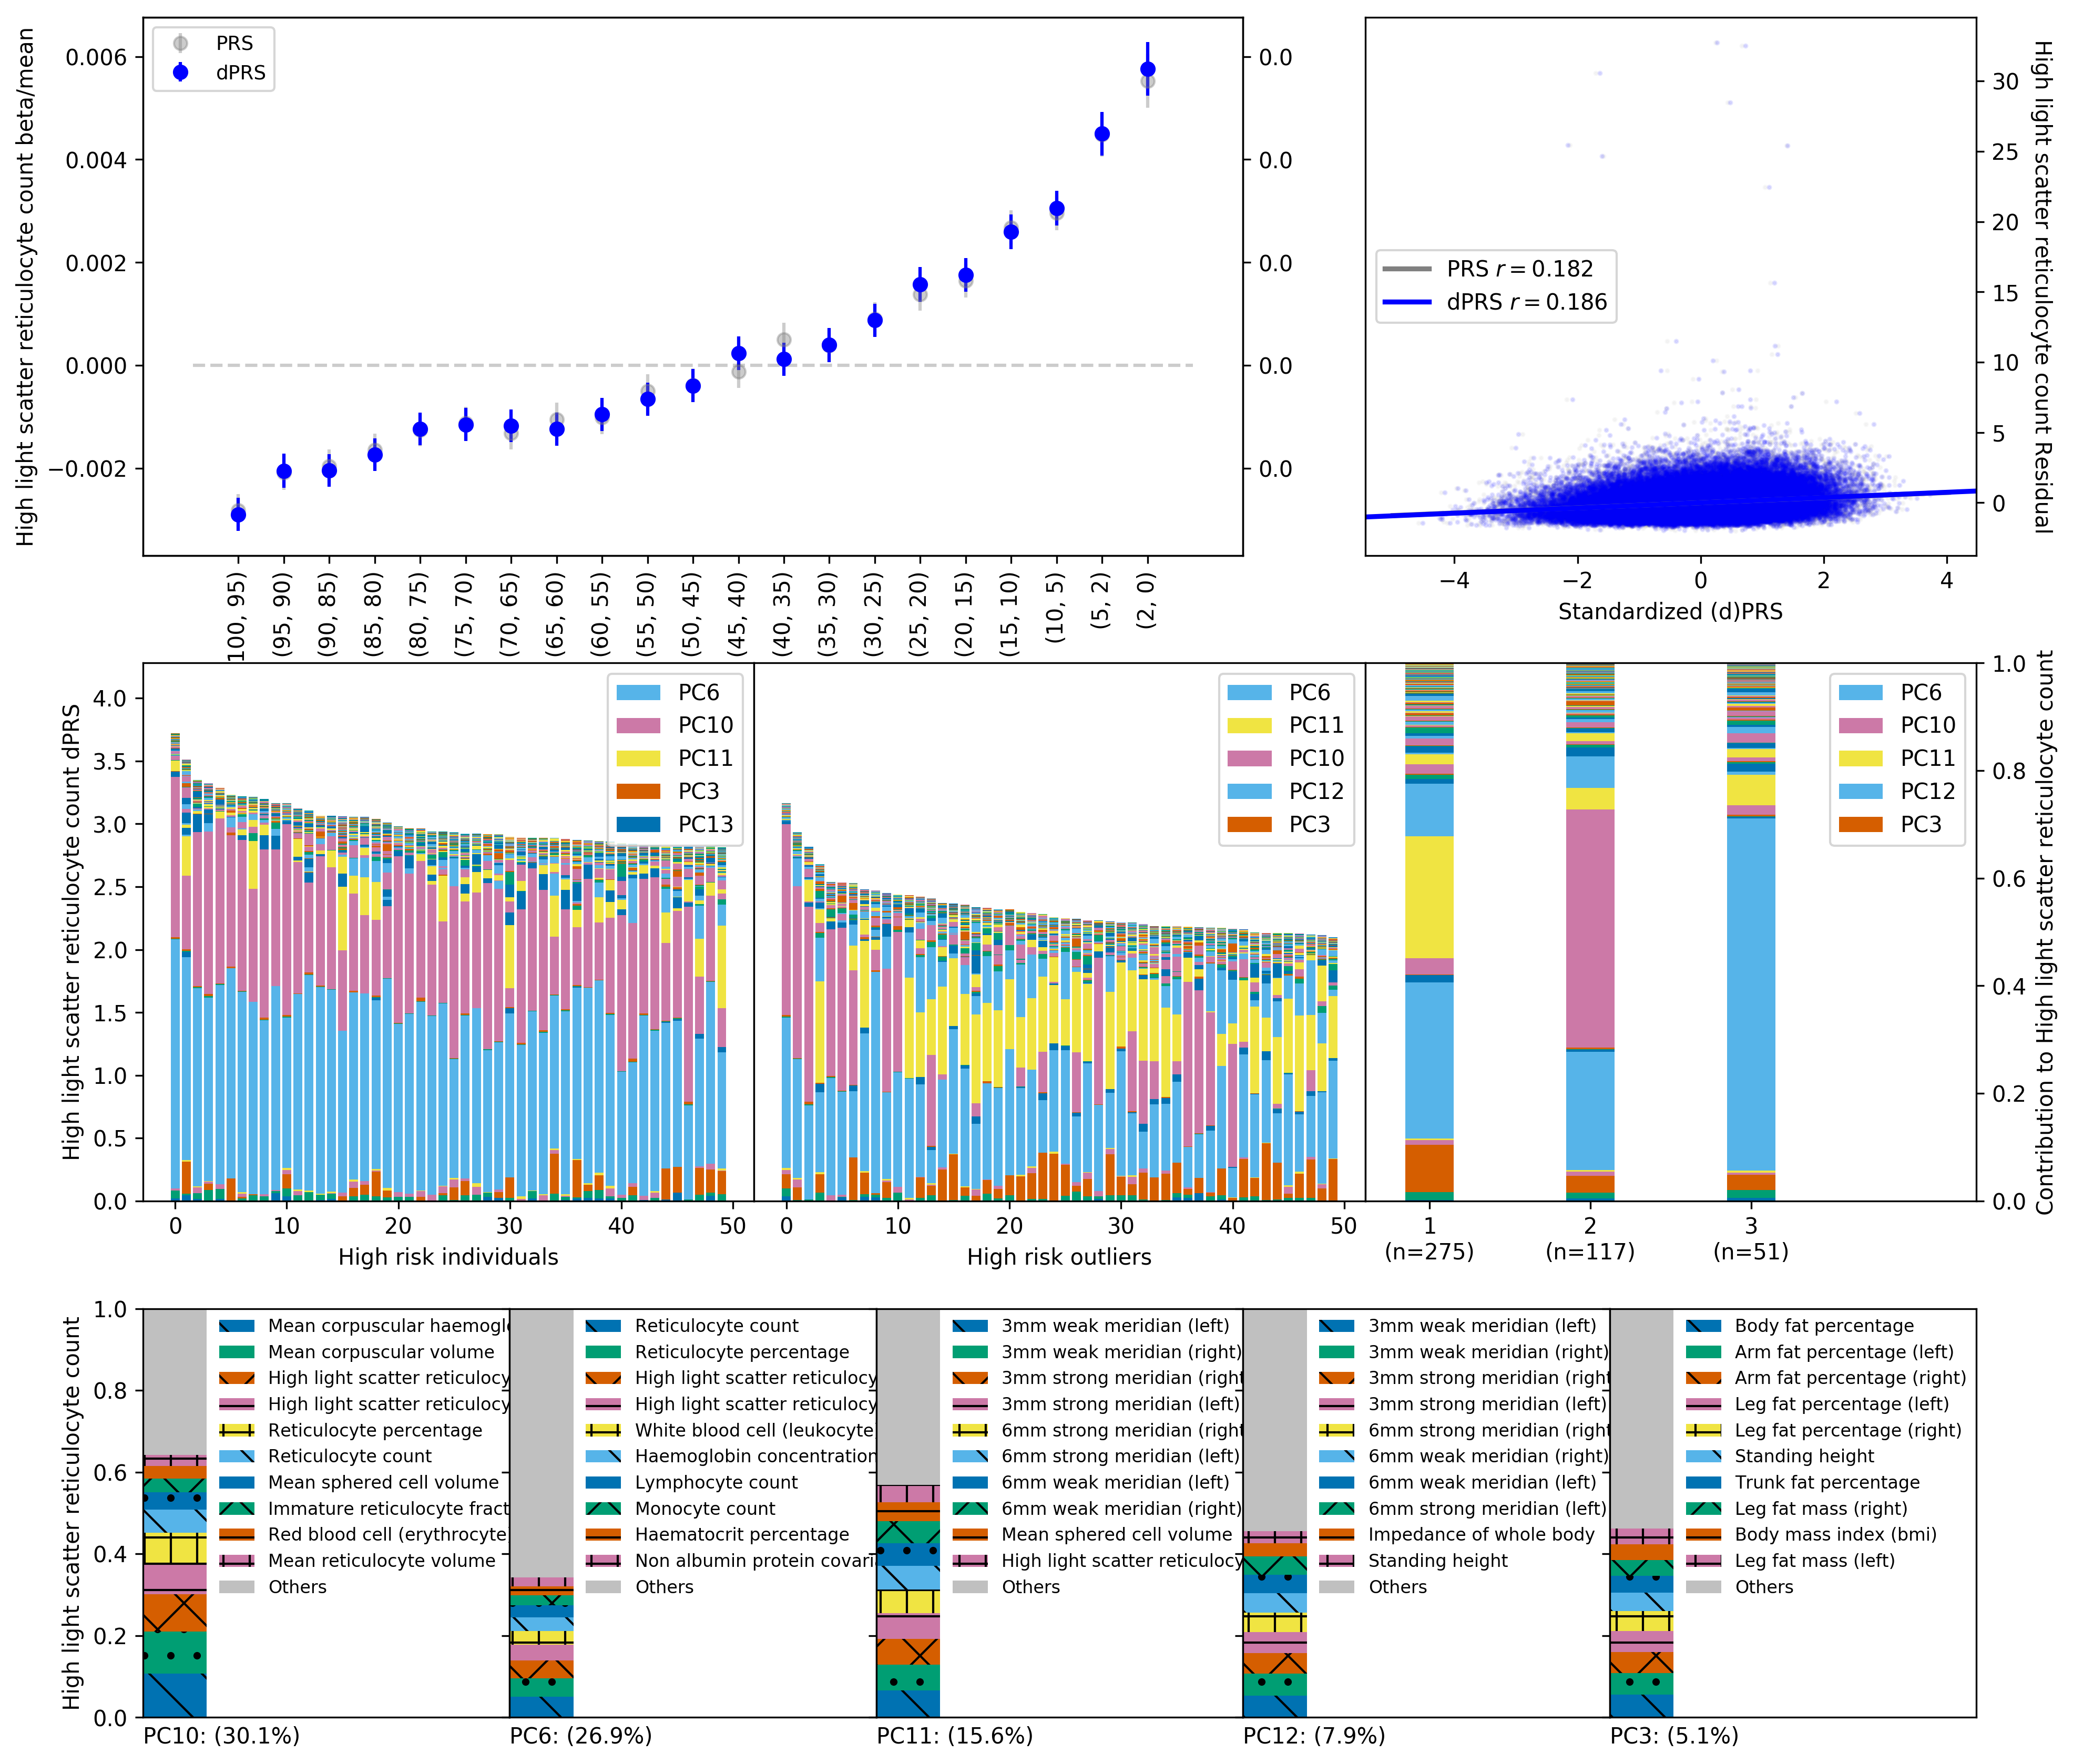 High light scatter reticulocyte count beta/mean
0.006
0.004
0.002
0.000
−0.002
PRS
dPRS
0.0
0.0
0.0
0.0
0.0
100, 95)
(95, 90)
(90, 85)
(85, 80)
(80, 75)
(75, 70)
(70, 65)
(65, 60)
(60, 55)
(55, 50)
(50, 45)
(45, 40)
(40, 35)
(35, 30)
(30, 25)
(25, 20)
(20, 15)
(15, 10)
(10, 5)
(5, 2)
(2, 0)
PRS r = 0.182
dPRS r = 0.186
30
25
20
15
10
5
0
High light scatter reticulocyte count Residual
−4
−2
0
2
4
Standardized (d)PRS
High light scatter reticulocyte count dPRS
4.0
3.5
3.0
2.5
2.0
1.5
1.0
0.5
0.0
PC6
PC10
PC11
PC3
PC13
0
10
20
30
40
50
High risk individuals
PC6
PC11
PC10
PC12
PC3
0
10
20
30
40
50
High risk outliers
PC6
PC10
PC11
PC12
PC3
1
(n=275)
2
(n=117)
3
(n=51)
1.0
0.8
0.6
0.4
0.2
0.0
Contribution to High light scatter reticulocyte count
High light scatter reticulocyte count
1.0
0.8
0.6
0.4
0.2
0.0
Mean corpuscular haemogl
Mean corpuscular volume
High light scatter reticulocy
High light scatter reticulocy
Reticulocyte percentage
Reticulocyte count
Mean sphered cell volume
Immature reticulocyte fract
Red blood cell (erythrocyte
Mean reticulocyte volume
Others
PC10: (30.1%)
Reticulocyte count
Reticulocyte percentage
High light scatter reticulocy
High light scatter reticulocy
White blood cell (leukocyte
Haemoglobin concentration
Lymphocyte count
Monocyte count
Haematocrit percentage
Non albumin protein covari
Others
PC6: (26.9%)
3mm weak meridian (left)
3mm weak meridian (right)
3mm strong meridian (right
3mm strong meridian (left)
6mm strong meridian (right
6mm strong meridian (left)
6mm weak meridian (left)
6mm weak meridian (right)
Mean sphered cell volume
High light scatter reticulocy
Others
PC11: (15.6%)
3mm weak meridian (left)
3mm weak meridian (right)
3mm strong meridian (right
3mm strong meridian (left)
6mm strong meridian (right
6mm weak meridian (right)
6mm weak meridian (left)
6mm strong meridian (left)
Impedance of whole body
Standing height
Others
PC12: (7.9%)
Body fat percentage
Arm fat percentage (left)
Arm fat percentage (right)
Leg fat percentage (left)
Leg fat percentage (right)
Standing height
Trunk fat percentage
Leg fat mass (right)
Body mass index (bmi)
Leg fat mass (left)
Others
PC3: (5.1%)